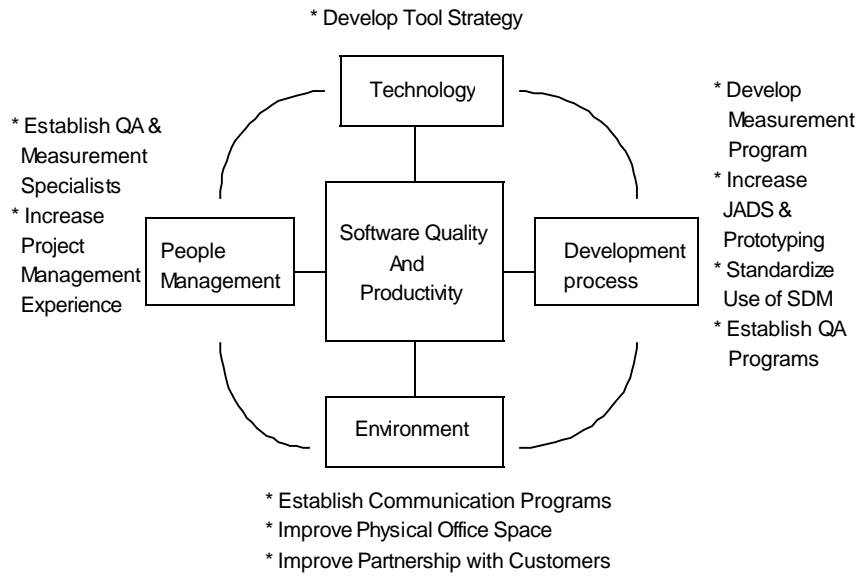 * Develop Tool Strategy
Technology
* Establish QA &
Measurement
Specialists
* Increase
Project
Management
Experience
People
Management
Software Quality
And
Productivity
Development
process
* Develop
Measurement
Program
* Increase
JADS &
Prototyping
* Standardize
Use of SDM
* Establish QA
Programs
Environment
* Establish Communication Programs
* Improve Physical Office Space
* Improve Partnership with Customers